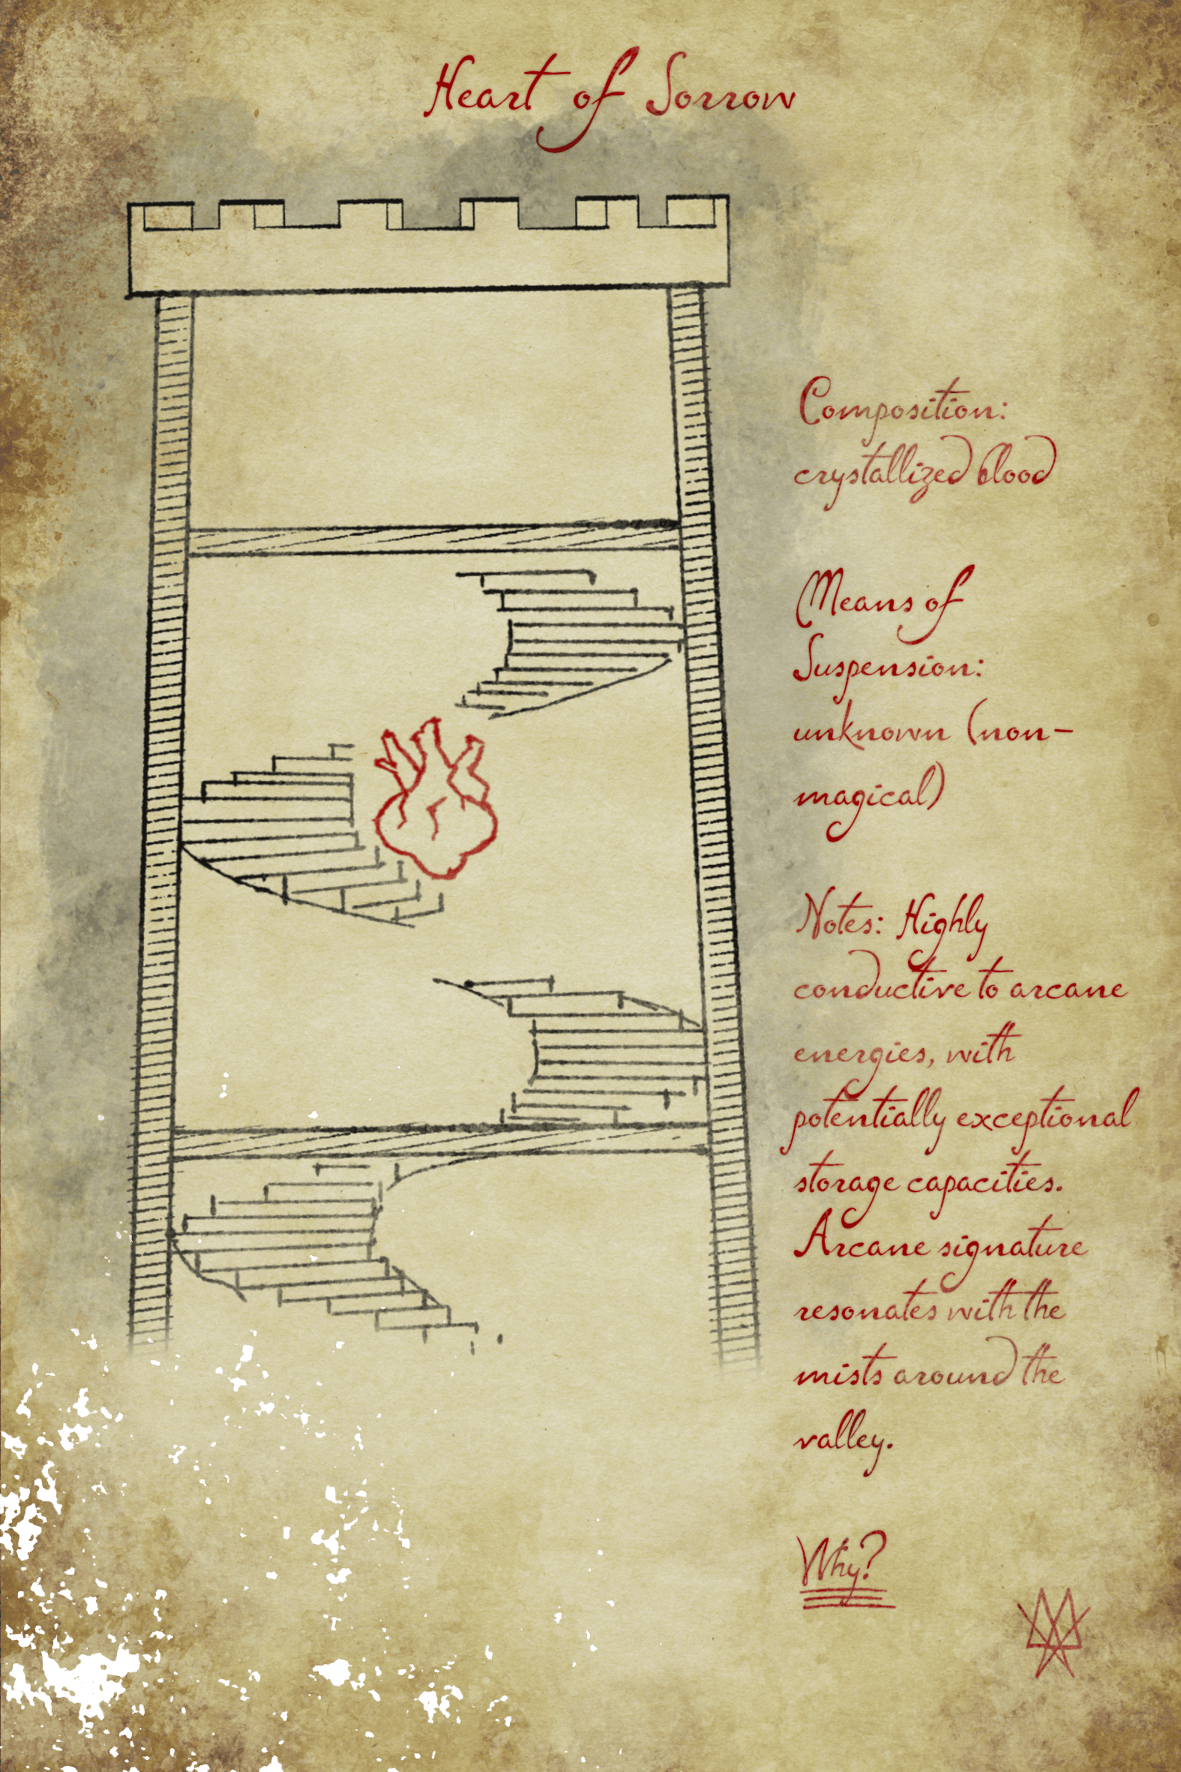 Heart of Sorrow
Composition:
crystallized blood
Means of
Suspension:
unknown (non-
magical)
Notes: Highly
conductive to arcane
energies, with
potentially exceptional
storage capacities.
Arcane signature
resonates with the
mists around the
valley.
Why?